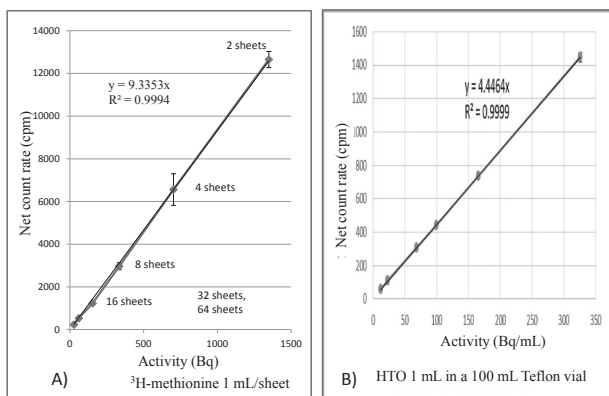 14000
12000
10000
8000
6000
4000
2000
0
Net count rate (cpm)
2 sheets
y = 9.3353x
R² = 0.9994
4 sheets
8 sheets
16 sheets
32 sheets,
64 sheets
0 500 1000 1500
Activity (Bq)
A)
³H-methionine 1 mL/sheet
1600
1400
1200
1000
800
600
400
200
0
Net count rate (cpm)
y = 4.4464x
R² = 0.9999
0 50 100 150 200 250 300 350
Activity (Bq/mL)
B) HTO 1 mL in a 100 mL Teflon vial